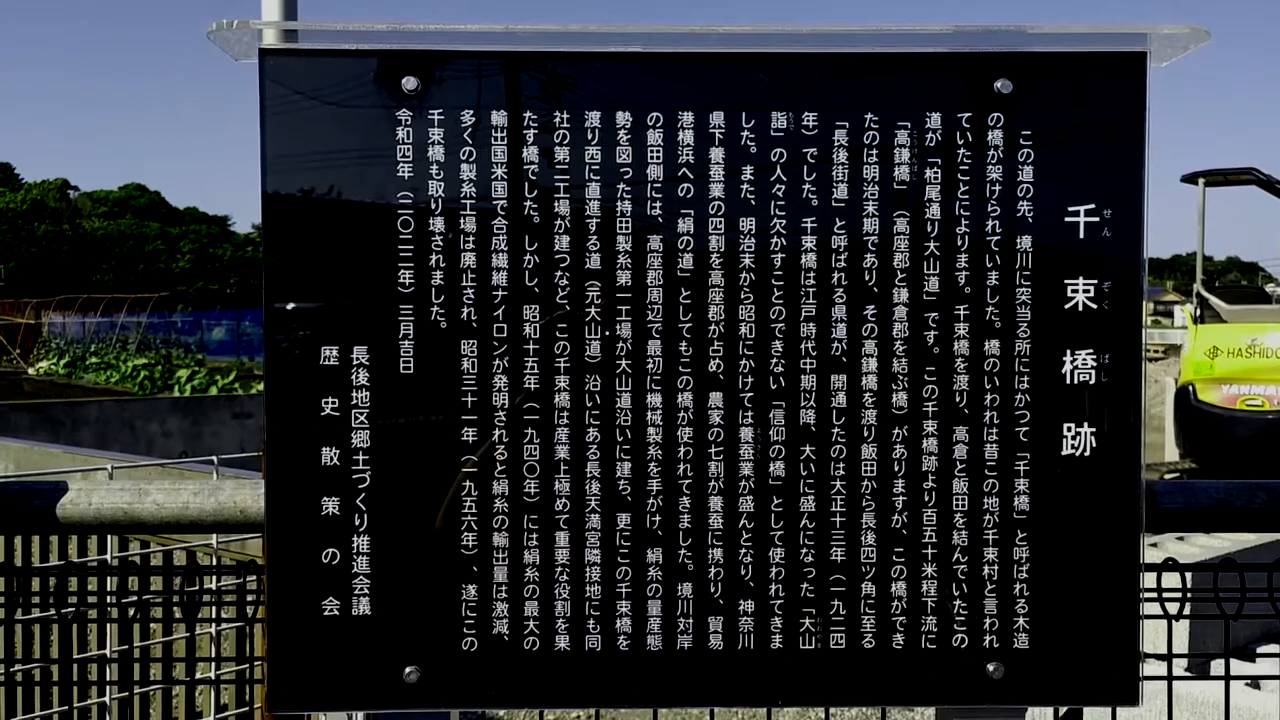 千束橋跡
せんぞくばし
この道の先、境川に突当る所にはかつて「千束橋」と呼ばれる木造
の橋が架けられていました。橋のいわれは昔この地が千束村と言われ
ていたことによります。千束橋を渡り、高倉と飯田を結んでいたこの
道が「柏尾通り大山道」です。この千束橋跡より百五十米程下流に
「高鎌橋」（高座郡と鎌倉郡を結ぶ橋）がありますが、この橋ができ
こうけんばし
たのは明治末期であり、その高鎌橋を渡り飯田から長後四ツ角に至る
「長後街道」と呼ばれる県道が、開通したのは大正十三年（一九二四
年）でした。千束橋は江戸時代中期以降、大いに盛んになった「大山
おおやま
詣」の人々に欠かすことのできない「信仰の橋」として使われてきま
もうで
した。また、明治末から昭和にかけては養蚕業が盛んとなり、神奈川
ようさん
県下養蚕業の四割を高座郡が占め、農家の七割が養蚕に携わり、貿易
港横浜への「絹の道」としてもこの橋が使われてきました。境川対岸
の飯田側には、高座郡周辺で最初に機械製糸を手がけ、絹糸の量産態
勢を図った持田製糸第一工場が大山道沿いに建ち、更にこの千束橋を
渡り西に直進する道（元大山道）沿いにある長後天満宮隣接地にも同
社の第二工場が建つなど、この千束橋は産業上極めて重要な役割を果
たす橋でした。しかし、昭和十五年（一九四〇年）には絹糸の最大の
輸出国米国で合成繊維ナイロンが発明されると絹糸の輸出量は激減、
多くの製糸工場は廃止され、昭和三十一年（一九五六年）、遂にこの
千束橋も取り壊されました。
令和四年（二〇二二年）三月吉日
長後地区郷土づくり推進会議
歴史散策の会
HASHIDO
YANMA